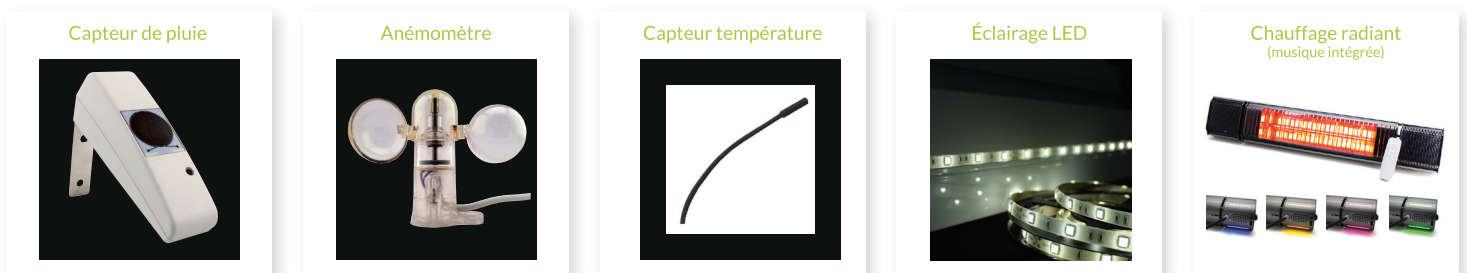 Capteur de pluie
Anémomètre
Capteur température
Éclairage LED
Chauffage radiant
(musique intégrée)